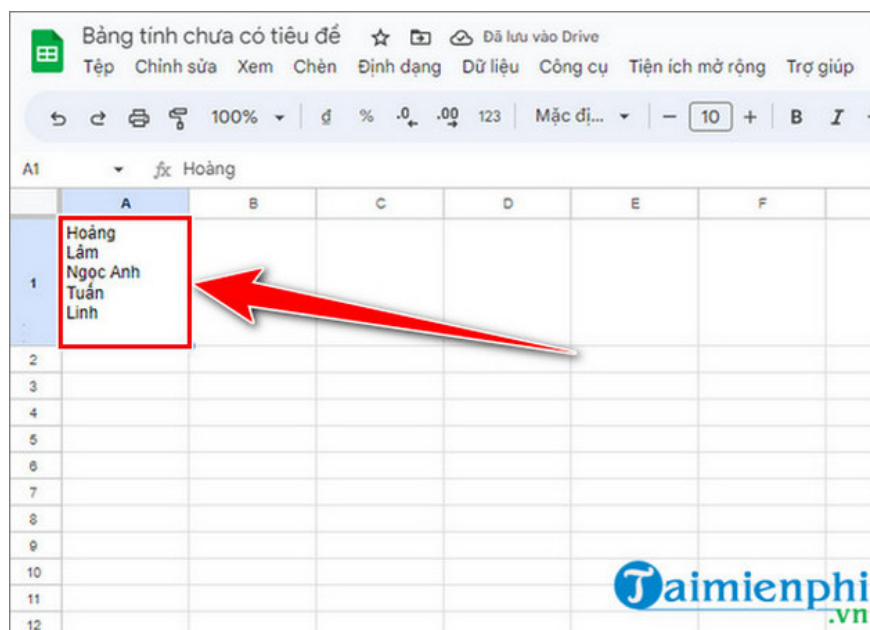 Bảng tính chưa có tiêu đề Đã lưu vào Drive
Tệp Chỉnh sửa Xem Chèn Định dạng Dữ liệu Công cụ Tiện ích mở rộng Trợ giúp
100% đ % .0 .00 123 Mặc đị... 10 B I
A1 fx Hoàng
A B C D E F
1
Hoàng
Lâm
Ngọc Anh
Tuấn
Linh
2
3
4
5
6
7
8
9
10
11
12
Taimienphi
.vn